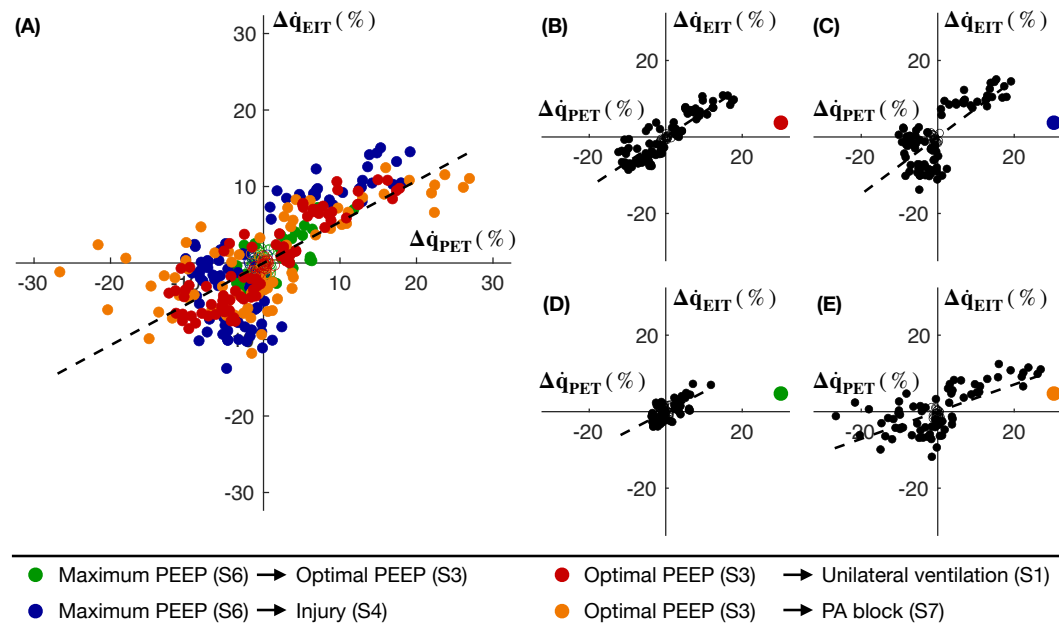 (A)
Δq̇EIT (%)
30
20
10
Δq̇PET (%)
-30
-20
-10
10
20
30
-10
-20
-30
(B)
Δq̇EIT (%)
20
Δq̇PET (%)
-20
20
-20
(C)
Δq̇EIT (%)
20
Δq̇PET (%)
-20
20
-20
(D)
Δq̇EIT (%)
20
Δq̇PET (%)
-20
20
-20
(E)
Δq̇EIT (%)
20
Δq̇PET (%)
-20
20
-20
Maximum PEEP (S6) → Optimal PEEP (S3)
Maximum PEEP (S6) → Injury (S4)
Optimal PEEP (S3) → Unilateral ventilation (S1)
Optimal PEEP (S3) → PA block (S7)